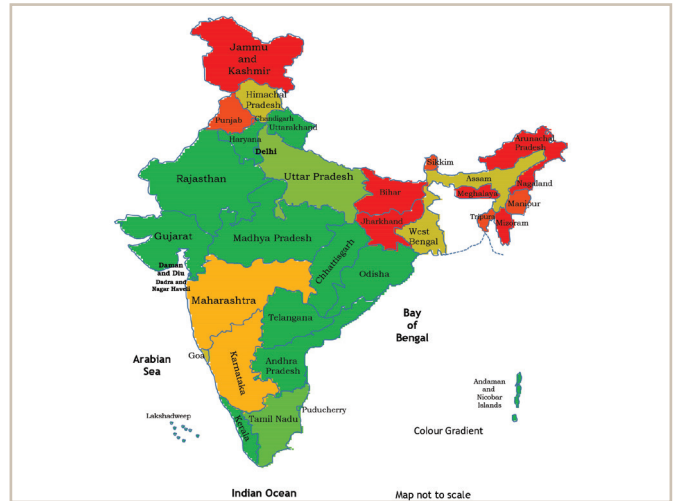 Jammu
and
Kashmir
Himachal
Pradesh
Punjab
Chandigarh
Uttarakhand
Haryana
Delhi
Rajasthan
Uttar Pradesh
Sikkim
Arunachal
Pradesh
Assam
Nagaland
Bihar
Meghalaya
Manipur
Jharkhand
Tripura
Mizoram
West
Bengal
Gujarat
Madhya Pradesh
Chhattisgarh
Odisha
Daman
and Diu
Dadra and
Nagar Haveli
Maharashtra
Telangana
Bay
of
Bengal
Arabian
Sea
Goa
Karnataka
Andhra
Pradesh
Andaman
and
Nicobar
Islands
Lakshadweep
Kerala
Tamil Nadu
Puducherry
Colour Gradient
Indian Ocean
Map not to scale